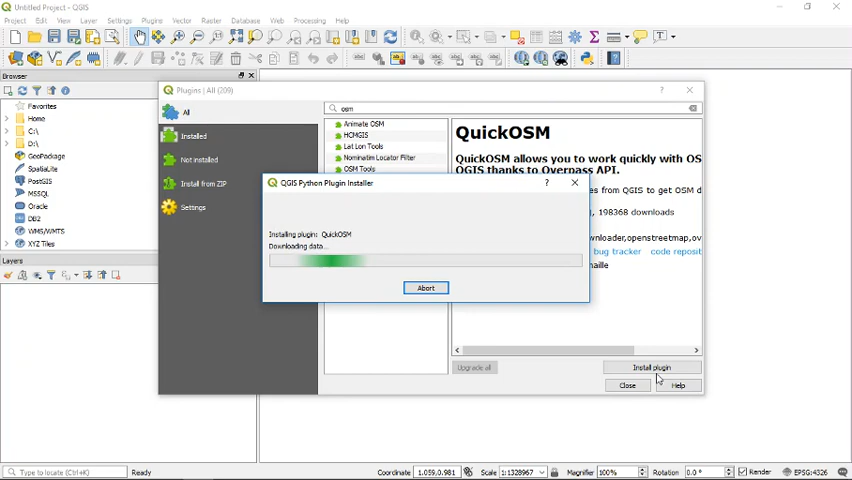 Untitled Project - QGIS
Project Edit View Layer Settings Plugins Vector Raster Database Web Processing Help
Browser
Favorites
Home
C:\
D:\
GeoPackage
SpatiaLite
PostGIS
MSSQL
Oracle
DB2
WMS/WMTS
XYZ Tiles
Layers
Plugins | All (209)
All
Installed
Not installed
Install from ZIP
Settings
osm
Animate OSM
HCMGIS
Lat Lon Tools
Nominatim Locator Filter
OSM Tools
QuickOSM
QuickOSM allows you to work quickly with OS
QGIS thanks to Overpass API.
es from QGIS to get OSM d
), 198368 downloads
wnloader,openstreetmap,ov
bug tracker code reposit
naille
QGIS Python Plugin Installer
Installing plugin: QuickOSM
Downloading data...
Abort
Upgrade all
Install plugin
Close
Help
Type to locate (Ctrl+K)
Ready
Coordinate 1.059,0.981
Scale 1:1328967
Magnifier 100%
Rotation 0.0 °
Render
EPSG:4326